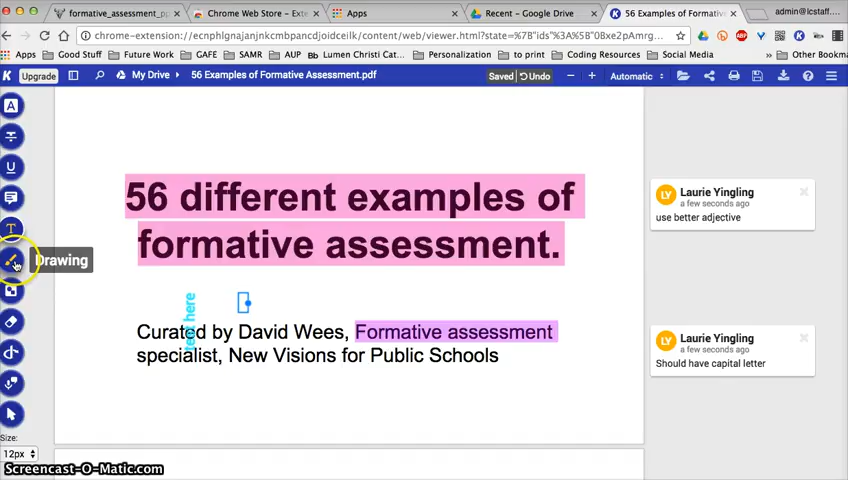 formative_assessment_pp
Chrome Web Store - Exte
Apps
Recent - Google Drive
56 Examples of Formative
admin@lcstaff.
chrome-extension://ecnphlgnajanjnkcmbpancdjoidceilk/content/web/viewer.html?state=%7B"ids"%3A%5B"0Bxe2pAmrg
Apps Good Stuff Future Work GAFE SAMR AUP Lumen Christi Cat... Personalization to print Coding Resources Social Media » Other Bookma
K Upgrade My Drive 56 Examples of Formative Assessment.pdf Saved Undo Automatic
A
S
U
T
Drawing
56 different examples of
formative assessment.
text here
Curated by David Wees, Formative assessment
specialist, New Visions for Public Schools
LY Laurie Yingling
a few seconds ago
use better adjective
LY Laurie Yingling
a few seconds ago
Should have capital letter
Size:
12px
Screencast-O-Matic.com